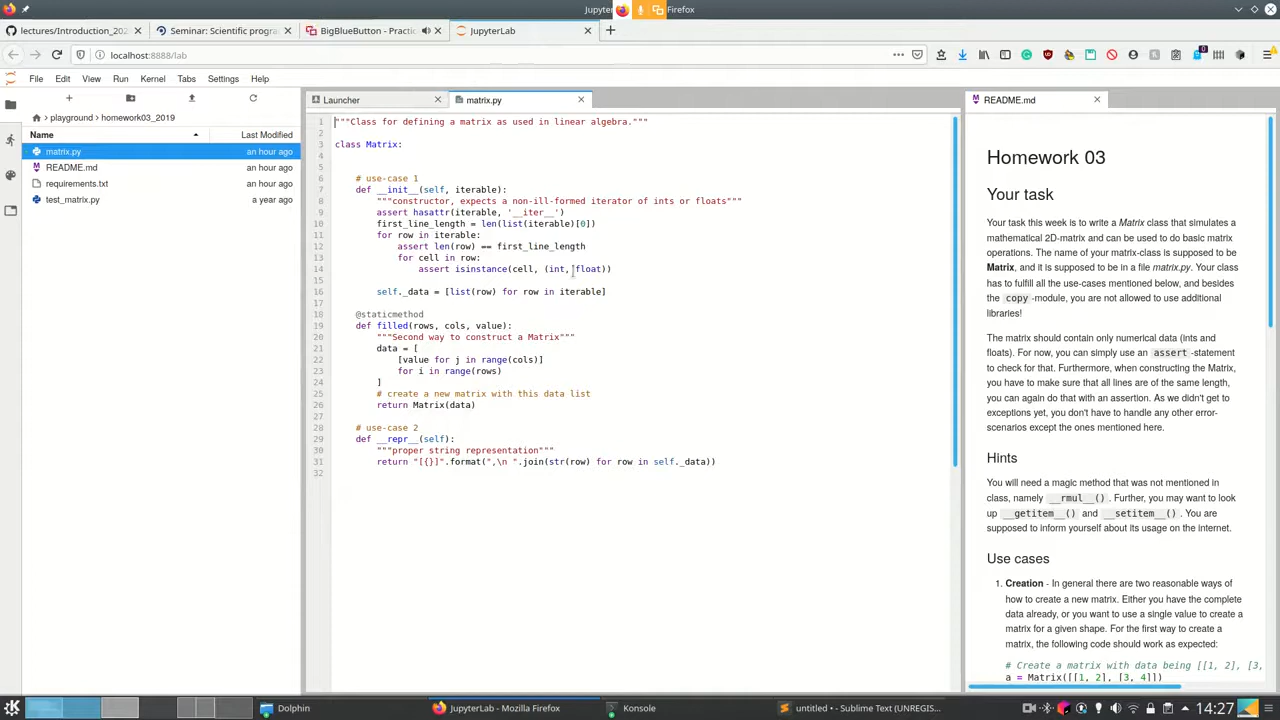 JupyterLab
Firefox
lectures/Introduction_202
Seminar: Scientific progra
BigBlueButton - Practic
JupyterLab
localhost:8888/lab
File Edit View Run Kernel Tabs Settings Help
playground / homework03_2019
Name Last Modified
matrix.py an hour ago
README.md an hour ago
requirements.txt an hour ago
test_matrix.py a year ago
Launcher
matrix.py
1 """Class for defining a matrix as used in linear algebra."""
2
3 class Matrix:
4
5
6 # use-case 1
7 def __init__(self, iterable):
8 """constructor, expects a non-ill-formed iterator of ints or floats"""
9 assert hasattr(iterable, '__iter__')
10 first_line_length = len(list(iterable)[0])
11 for row in iterable:
12 assert len(row) == first_line_length
13 for cell in row:
14 assert isinstance(cell, (int, float))
15
16 self._data = [list(row) for row in iterable]
17
18 @staticmethod
19 def filled(rows, cols, value):
20 """Second way to construct a Matrix"""
21 data = [
22 [value for j in range(cols)]
23 for i in range(rows)
24 ]
25 # create a new matrix with this data list
26 return Matrix(data)
27
28 # use-case 2
29 def __repr__(self):
30 """proper string representation"""
31 return "[{}]".format(",\n ".join(str(row) for row in self._data))
32
README.md
Homework 03
Your task
Your task this week is to write a Matrix class that simulates a
mathematical 2D-matrix and can be used to do basic matrix
operations. The name of your matrix-class is supposed to be
Matrix, and it is supposed to be in a file matrix.py. Your class
has to fulfill all the use-cases mentioned below, and besides
the copy -module, you are not allowed to use additional
libraries!
The matrix should contain only numerical data (ints and
floats). For now, you can simply use an assert -statement
to check for that. Furthermore, when constructing the Matrix,
you have to make sure that all lines are of the same length,
you can again do that with an assertion. As we didn't get to
exceptions yet, you don't have to handle any other error-
scenarios except the ones mentioned here.
Hints
You will need a magic method that was not mentioned in
class, namely __rmul__() . Further, you may want to look
up __getitem__() and __setitem__() . You are
supposed to inform yourself about its usage on the internet.
Use cases
1. Creation - In general there are two reasonable ways of
how to create a new matrix. Either you have the complete
data already, or you want to use a single value to create a
matrix for a given shape. For the first way to create a
matrix, the following code should work as expected:
# Create a matrix with data being [[1, 2], [3,
a = Matrix([[1, 2], [3, 4]])
Dolphin
JupyterLab — Mozilla Firefox
Konsole
untitled • - Sublime Text (UNREGIS...
14:27